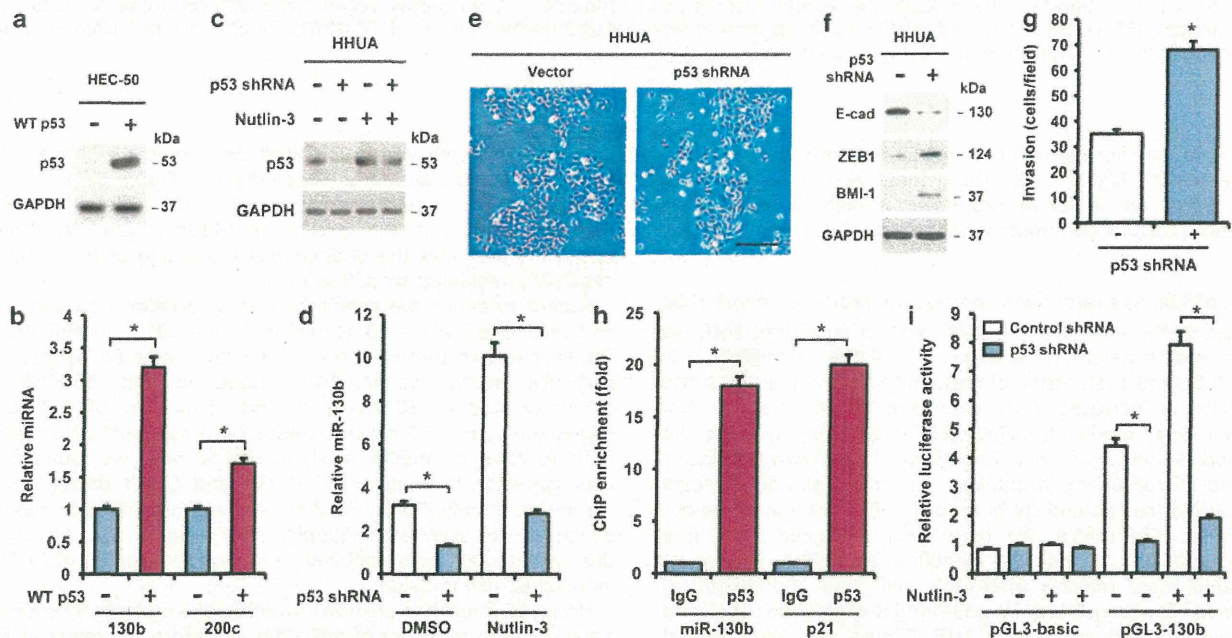 a
HEC-50
WT p53 - +
kDa
p53 - 53
GAPDH - 37
c
HHUA
p53 shRNA - + - +
Nutlin-3 - - + +
kDa
p53 - 53
GAPDH - 37
e
HHUA
Vector
p53 shRNA
f
HHUA
p53 shRNA - +
kDa
E-cad - 130
ZEB1 - 124
BMI-1 - 37
GAPDH - 37
g
Invasion (cells/field)
80
70
60
50
40
30
20
10
0
*
- +
p53 shRNA
b
Relative miRNA
4
3.5
3
2.5
2
1.5
1
0.5
0
*
*
WT p53 - + - +
130b 200c
d
Relative miR-130b
12
10
8
6
4
2
0
*
*
p53 shRNA - + - +
DMSO Nutlin-3
h
ChIP enrichment (fold)
25
20
15
10
5
0
*
*
IgG p53 IgG p53
miR-130b p21
i
Relative luciferase activity
9
8
7
6
5
4
3
2
1
0
Control shRNA
p53 shRNA
*
*
Nutlin-3 - - + + - - + +
pGL3-basic pGL3-130b